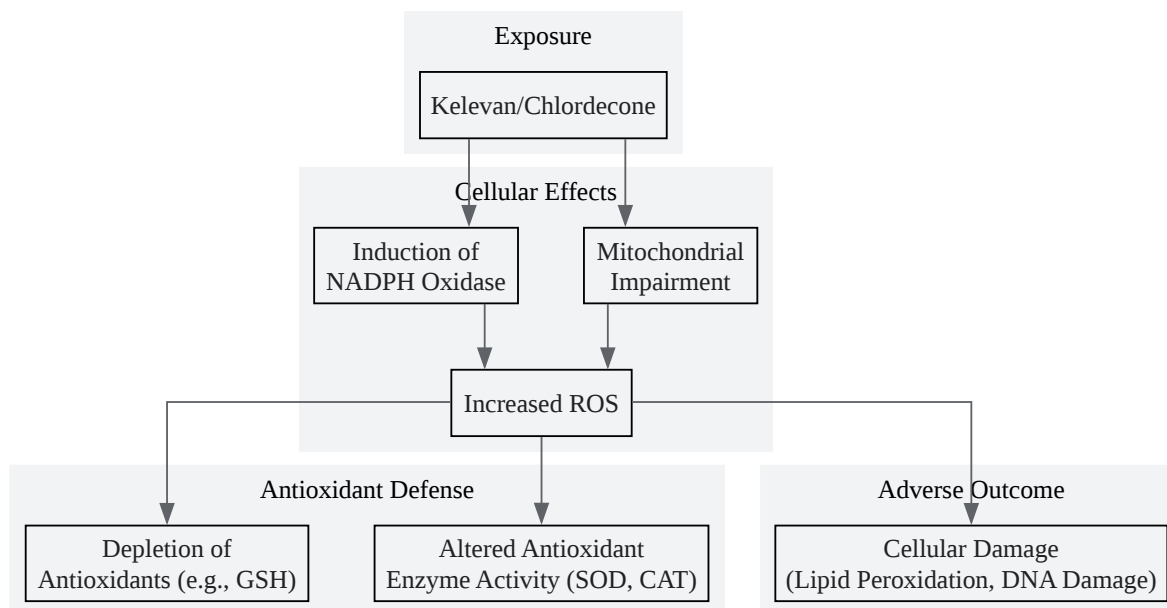 Exposure
Kelevan/Chlordecone
Cellular Effects
Induction of
NADPH Oxidase
Mitochondrial
Impairment
Increased ROS
Antioxidant Defense
Adverse Outcome
Depletion of
Antioxidants (e.g., GSH)
Altered Antioxidant
Enzyme Activity (SOD, CAT)
Cellular Damage
(Lipid Peroxidation, DNA Damage)